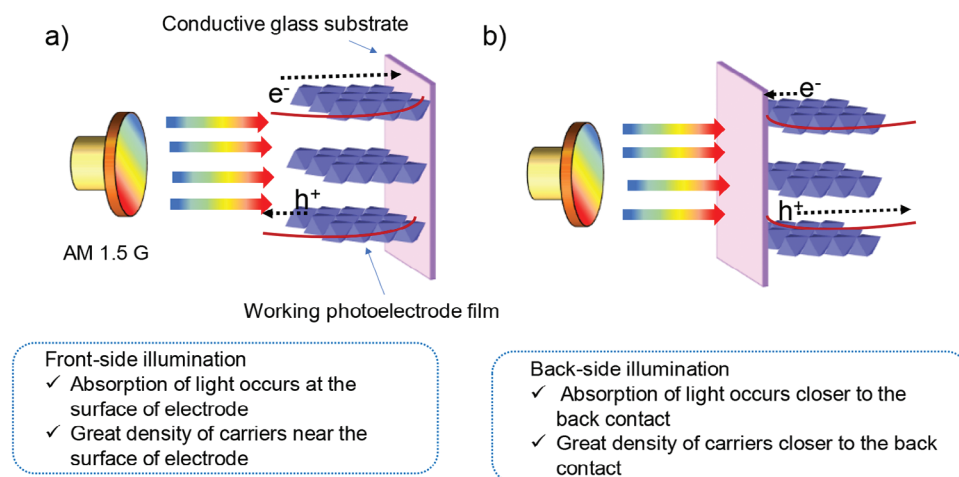 a)
Conductive glass substrate
e-
h+
AM 1.5 G
Working photoelectrode film
Front-side illumination
✓ Absorption of light occurs at the
surface of electrode
✓ Great density of carriers near the
surface of electrode
b)
e-
h+
Back-side illumination
✓ Absorption of light occurs closer to the
back contact
✓ Great density of carriers closer to the back
contact